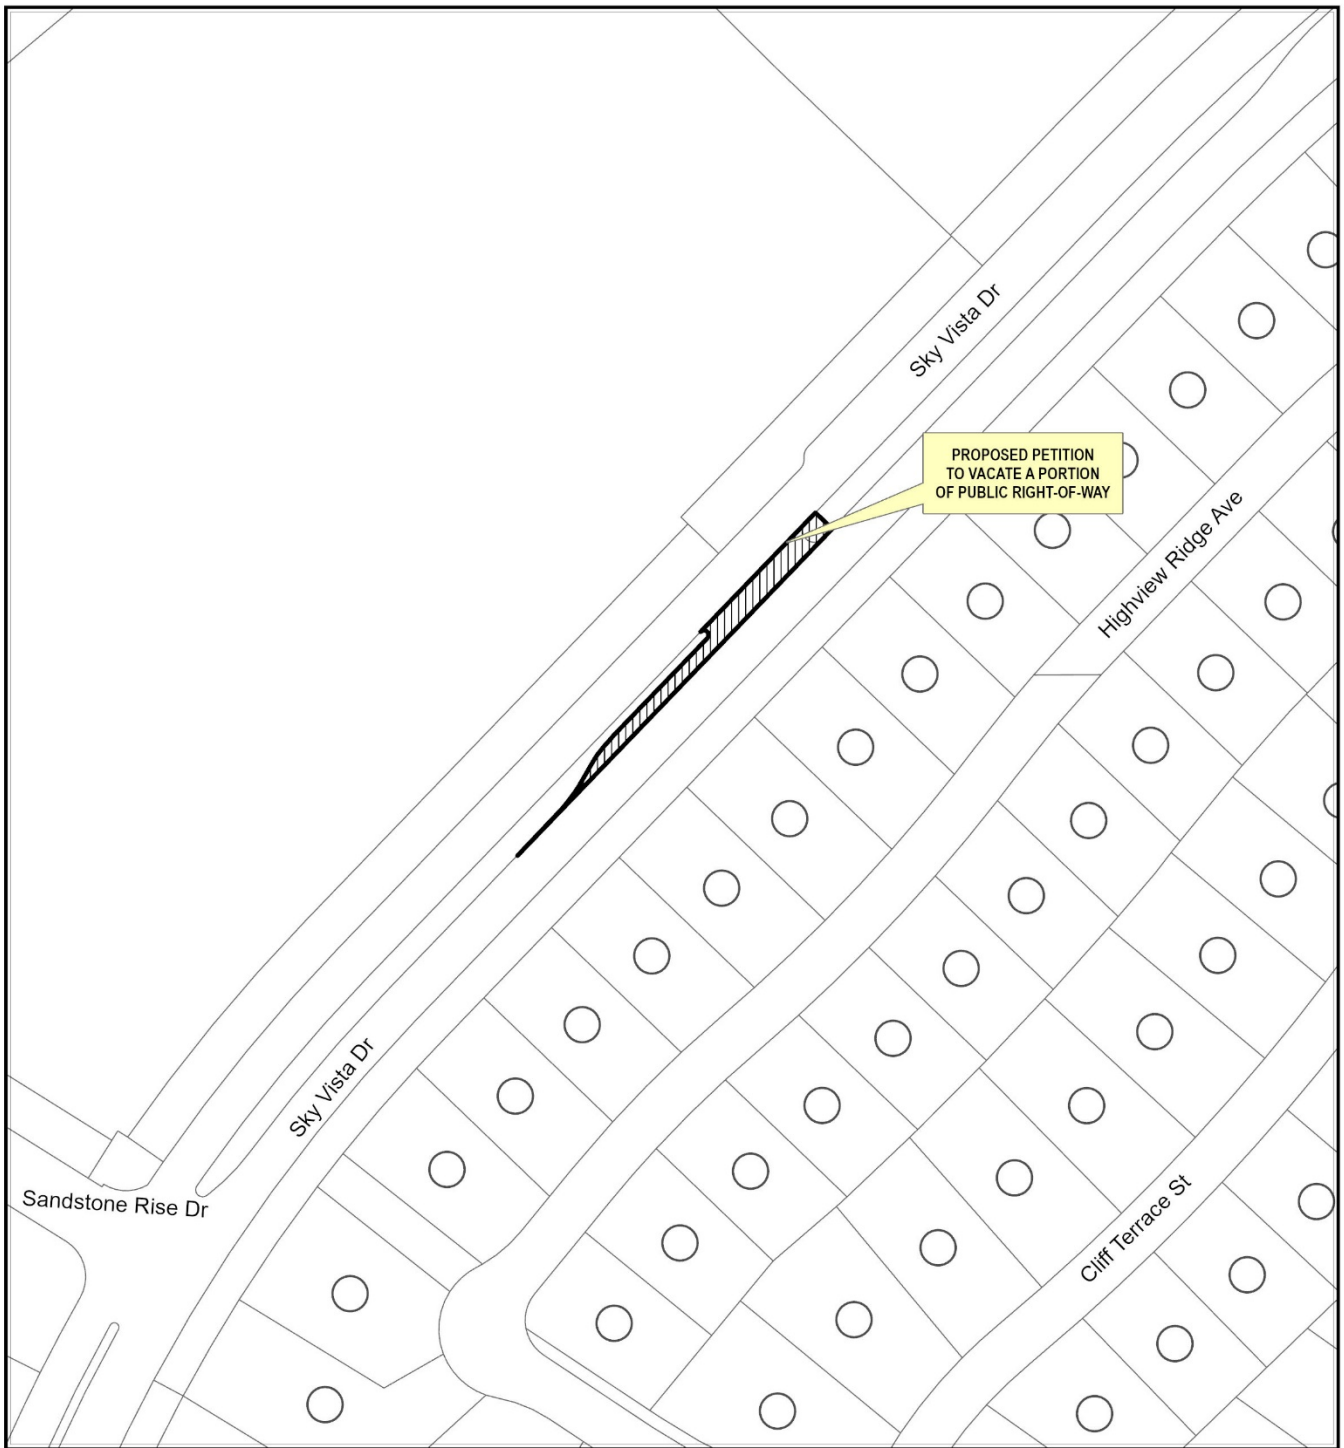 Sky Vista Dr
PROPOSED PETITION
TO VACATE A PORTION
OF PUBLIC RIGHT-OF-WAY
Highview Ridge Ave
Sky Vista Dr
Sandstone Rise Dr
Cliff Terrace St